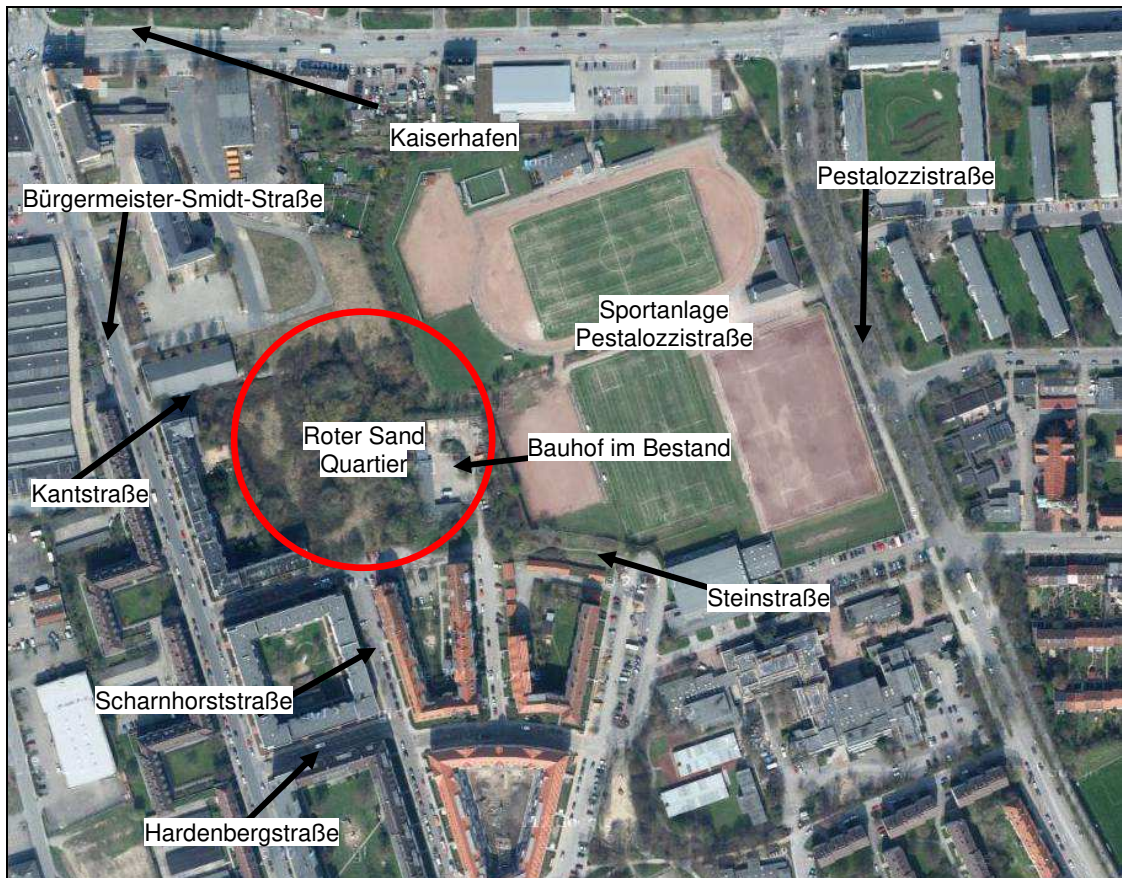 Kaiserhafen
Pestalozzistraße
Bürgermeister-Smidt-Straße
Sportanlage
Pestalozzistraße
Roter Sand
Quartier
Bauhof im Bestand
Kantstraße
Steinstraße
Scharnhorststraße
Hardenbergstraße